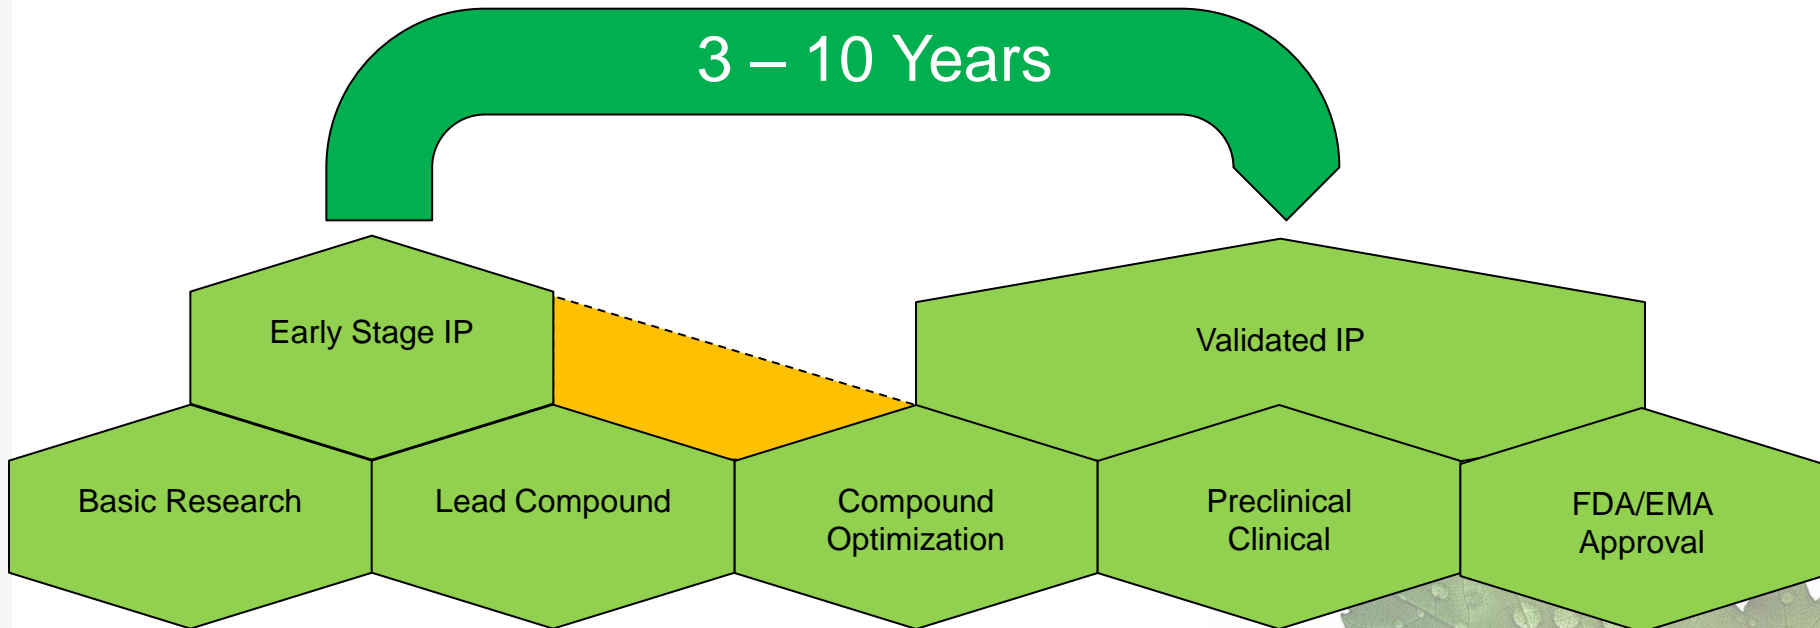 3 – 10 Years
Early Stage IP
Validated IP
Basic Research
Lead Compound
Compound
Optimization
Preclinical
Clinical
FDA/EMA
Approval